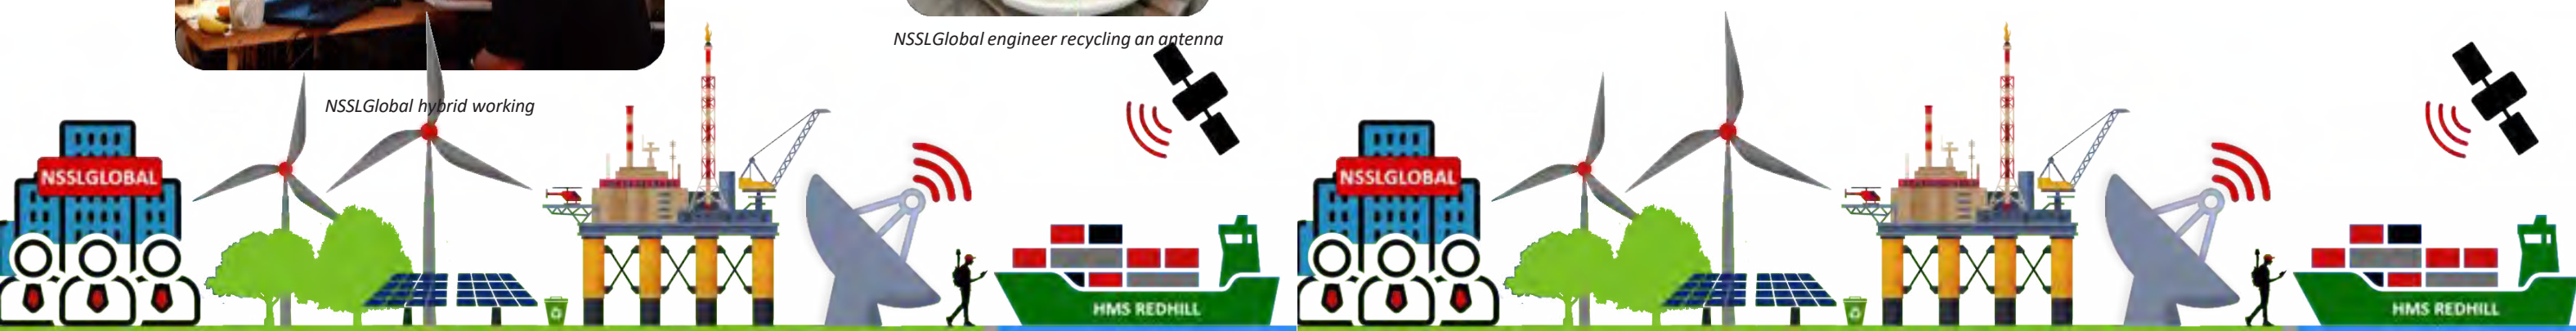 NSSLGlobal engineer recycling an antenna
NSSLGlobal hybrid working
NSSLGLOBAL
HMS REDHILL
NSSLGLOBAL
HMS REDHILL